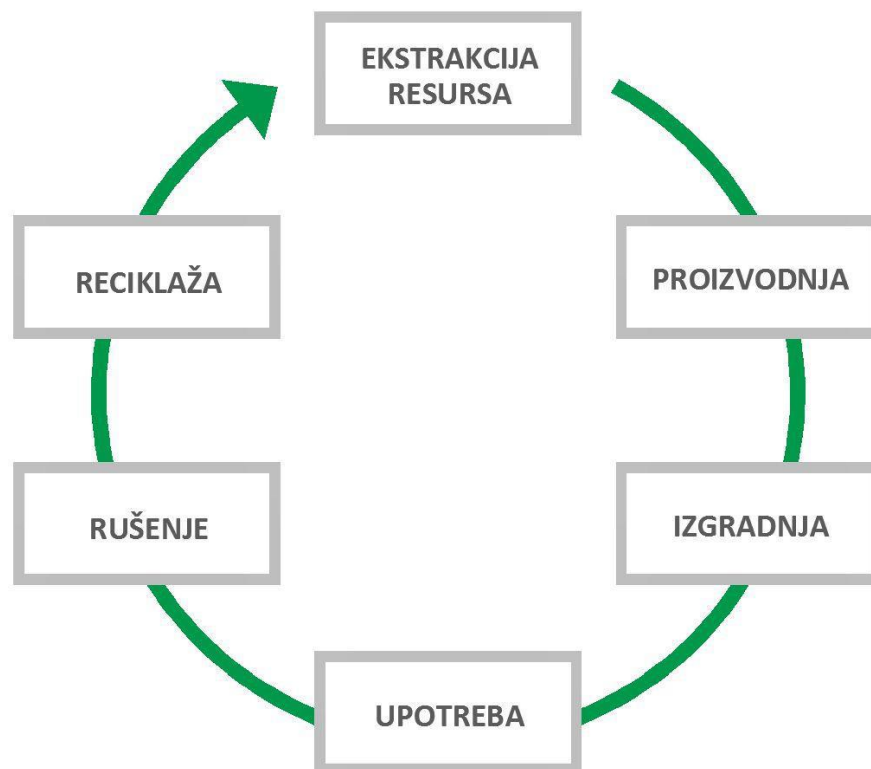 EKSTRAKCIJA
RESURSA
PROIZVODNJA
IZGRADNJA
UPOTREBA
RUŠENJE
RECIKLAŽA